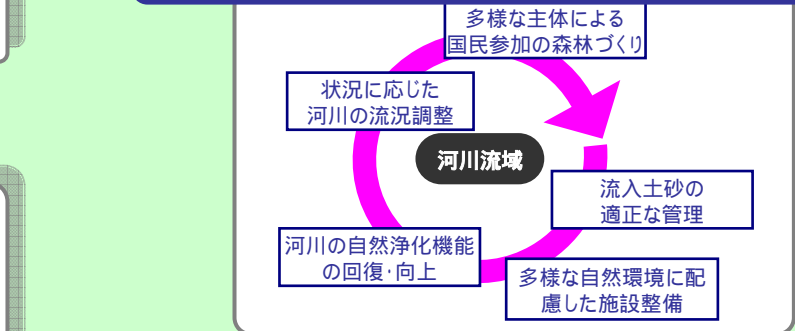 多様な主体による
国民参加の森林づくり
状況に応じた
河川の流況調整
河川流域
流入土砂の
適正な管理
河川の自然浄化機能
の回復・向上
多様な自然環境に配
慮した施設整備